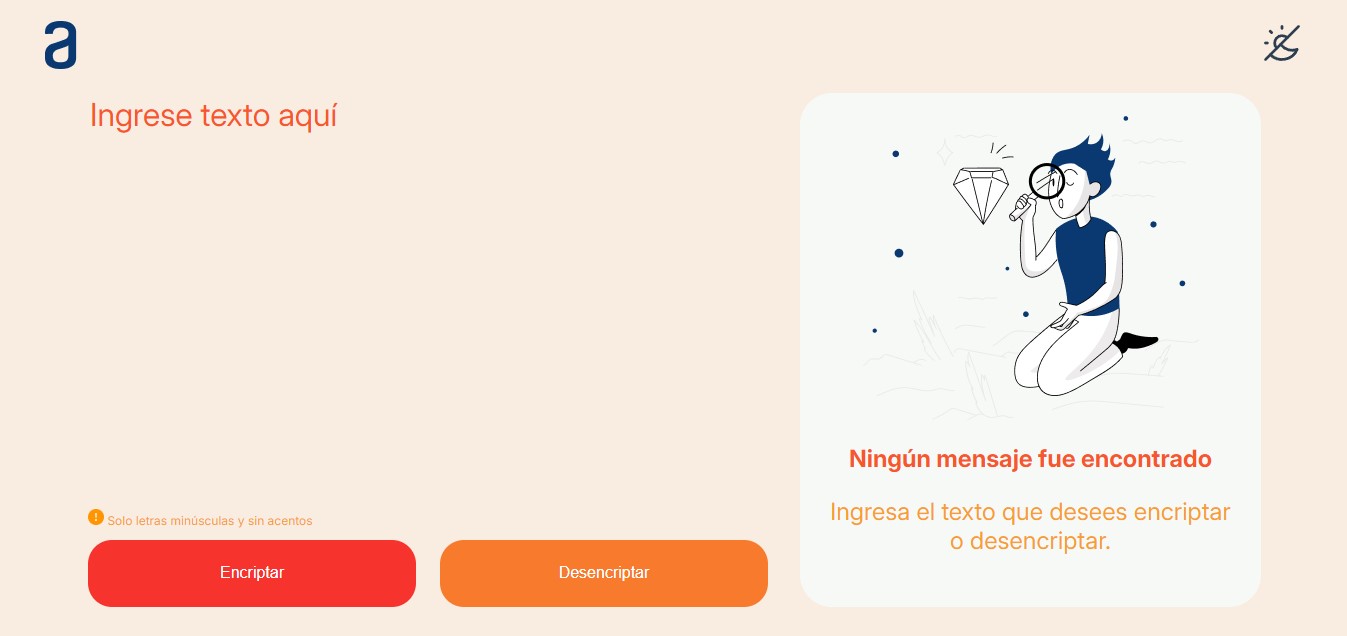 a
Ingrese texto aquí
! Solo letras minúsculas y sin acentos
Encriptar
Desencriptar
Ningún mensaje fue encontrado
Ingresa el texto que desees encriptar
o desencriptar.